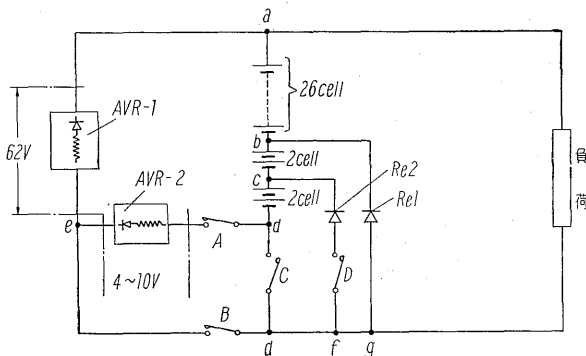 a
26cell
AVR-1
b
2cell
Re2
62V
c
2cell
Re1
負荷
AVR-2
e
d
A
4~10V
C
D
B
d
f
g